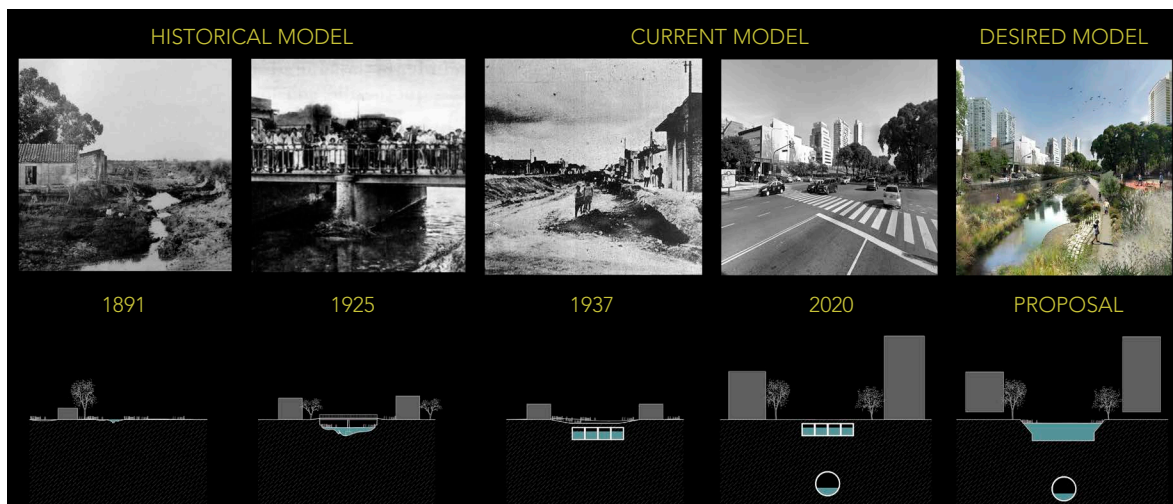 HISTORICAL MODEL
CURRENT MODEL
DESIRED MODEL
1891
1925
1937
2020
PROPOSAL